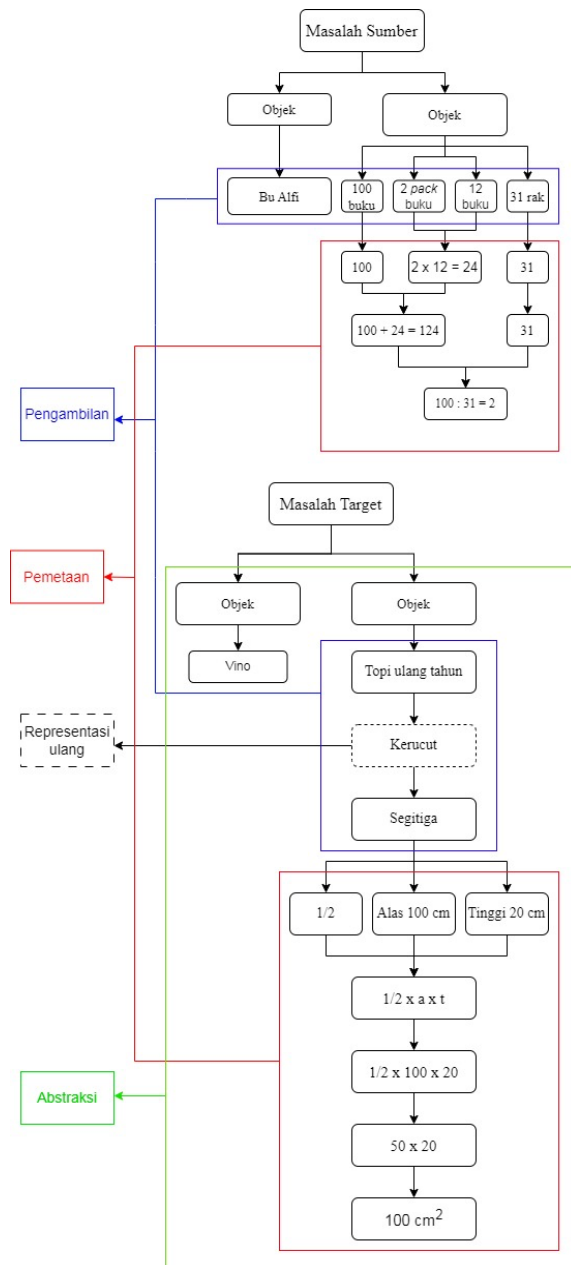 Masalah Sumber
Objek
Objek
Bu Alfi
100
buku
2 pack
buku
12
buku
31 rak
100
2 x 12 = 24
31
100 + 24 = 124
31
100 : 31 = 2
Pengambilan
Masalah Target
Pemetaan
Objek
Objek
Vino
Topi ulang tahun
Representasi
ulang
Kerucut
Segitiga
1/2
Alas 100 cm
Tinggi 20 cm
1/2 x a x t
1/2 x 100 x 20
Abstraksi
50 x 20
100 cm²